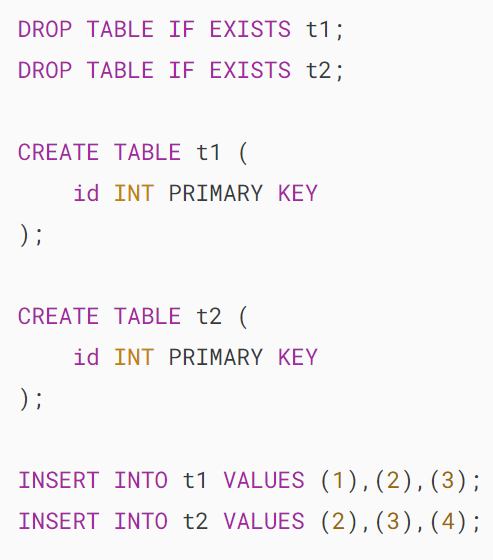 DROP TABLE IF EXISTS t1;
DROP TABLE IF EXISTS t2;

CREATE TABLE t1 (
    id INT PRIMARY KEY
);

CREATE TABLE t2 (
    id INT PRIMARY KEY
);

INSERT INTO t1 VALUES (1),(2),(3);
INSERT INTO t2 VALUES (2),(3),(4);